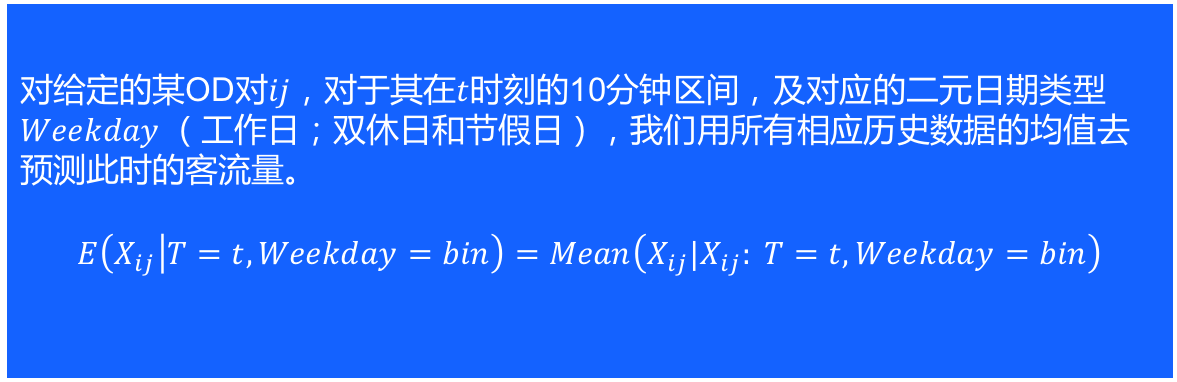 对给定的某OD对𝑖𝑗，对于其在𝑡时刻的10分钟区间，及对应的二元日期类型
𝑊𝑒𝑒𝑘𝑑𝑎𝑦（工作日；双休日和节假日），我们用所有相应历史数据的均值去
预测此时的客流量。
𝐸(𝑋𝑖𝑗|𝑇 = 𝑡, 𝑊𝑒𝑒𝑘𝑑𝑎𝑦 = 𝑏𝑖𝑛) = 𝑀𝑒𝑎𝑛(𝑋𝑖𝑗|𝑋𝑖𝑗: 𝑇 = 𝑡, 𝑊𝑒𝑒𝑘𝑑𝑎𝑦 = 𝑏𝑖𝑛)